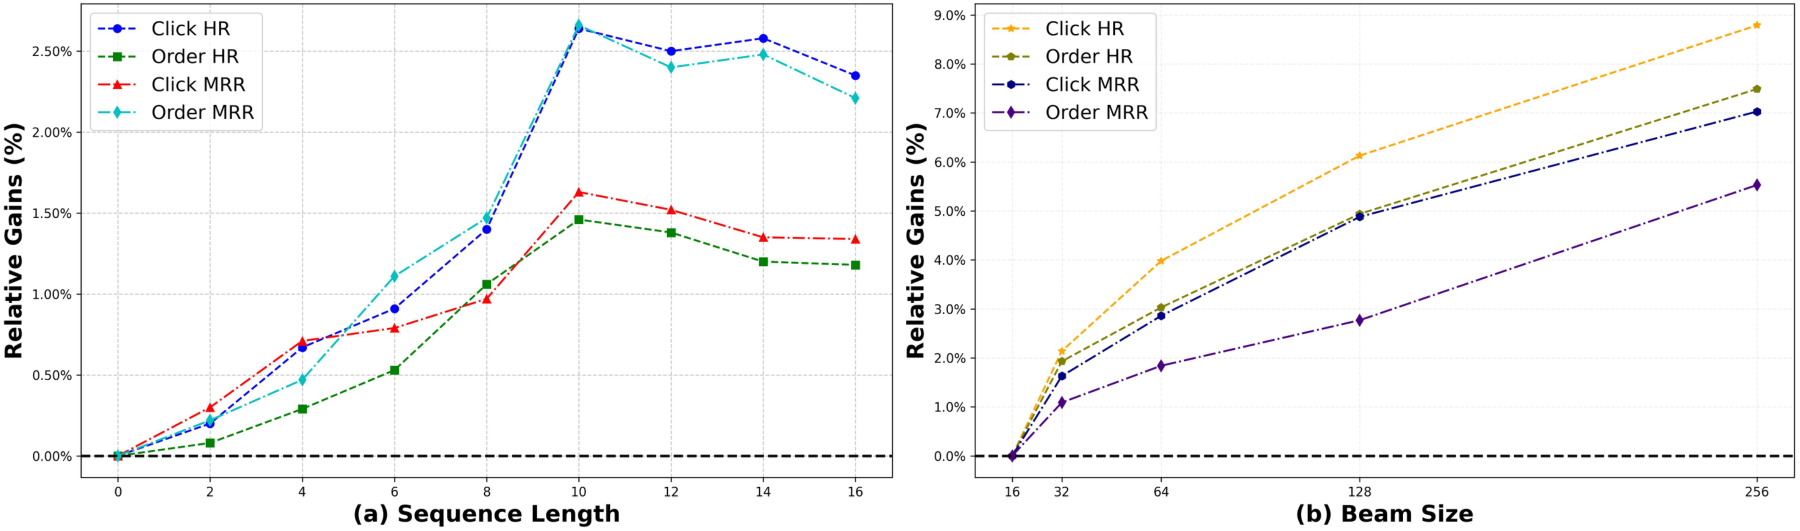 Relative Gains (%)
2.50%
2.00%
1.50%
1.00%
0.50%
0.00%
Click HR
Order HR
Click MRR
Order MRR
0 2 4 6 8 10 12 14 16
(a) Sequence Length
Relative Gains (%)
9.0%
8.0%
7.0%
6.0%
5.0%
4.0%
3.0%
2.0%
1.0%
0.0%
Click HR
Order HR
Click MRR
Order MRR
16 32 64 128 256
(b) Beam Size